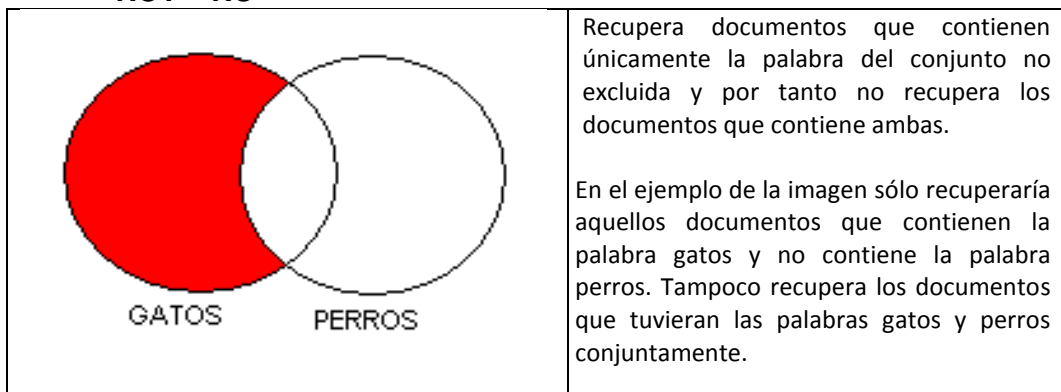 GATOS
PERROS
Recupera documentos que contienen
únicamente la palabra del conjunto no
excluida y por tanto no recupera los
documentos que contiene ambas.
En el ejemplo de la imagen sólo recuperaría
aquellos documentos que contienen la
palabra gatos y no contiene la palabra
perros. Tampoco recupera los documentos
que tuvieran las palabras gatos y perros
conjuntamente.